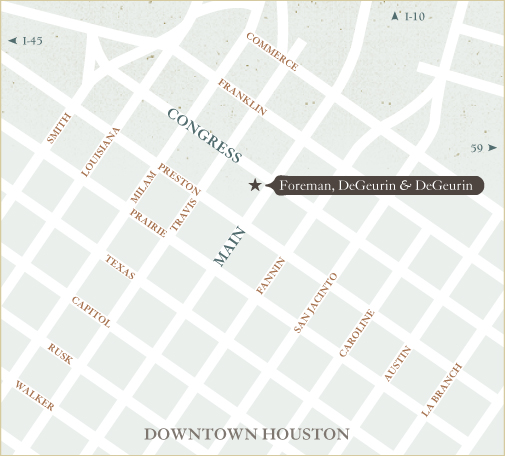 I-10
I-45
COMMERCE
FRANKLIN
CONGRESS
SMITH
LOUISIANA
59
MILAM
PRESTON
Foreman, DeGeurin & DeGeurin
PRAIRIE
TRAVIS
MAIN
TEXAS
FANNIN
SAN JACINTO
CAPITOL
CAROLINE
RUSK
AUSTIN
WALKER
LA BRANCH
DOWNTOWN HOUSTON